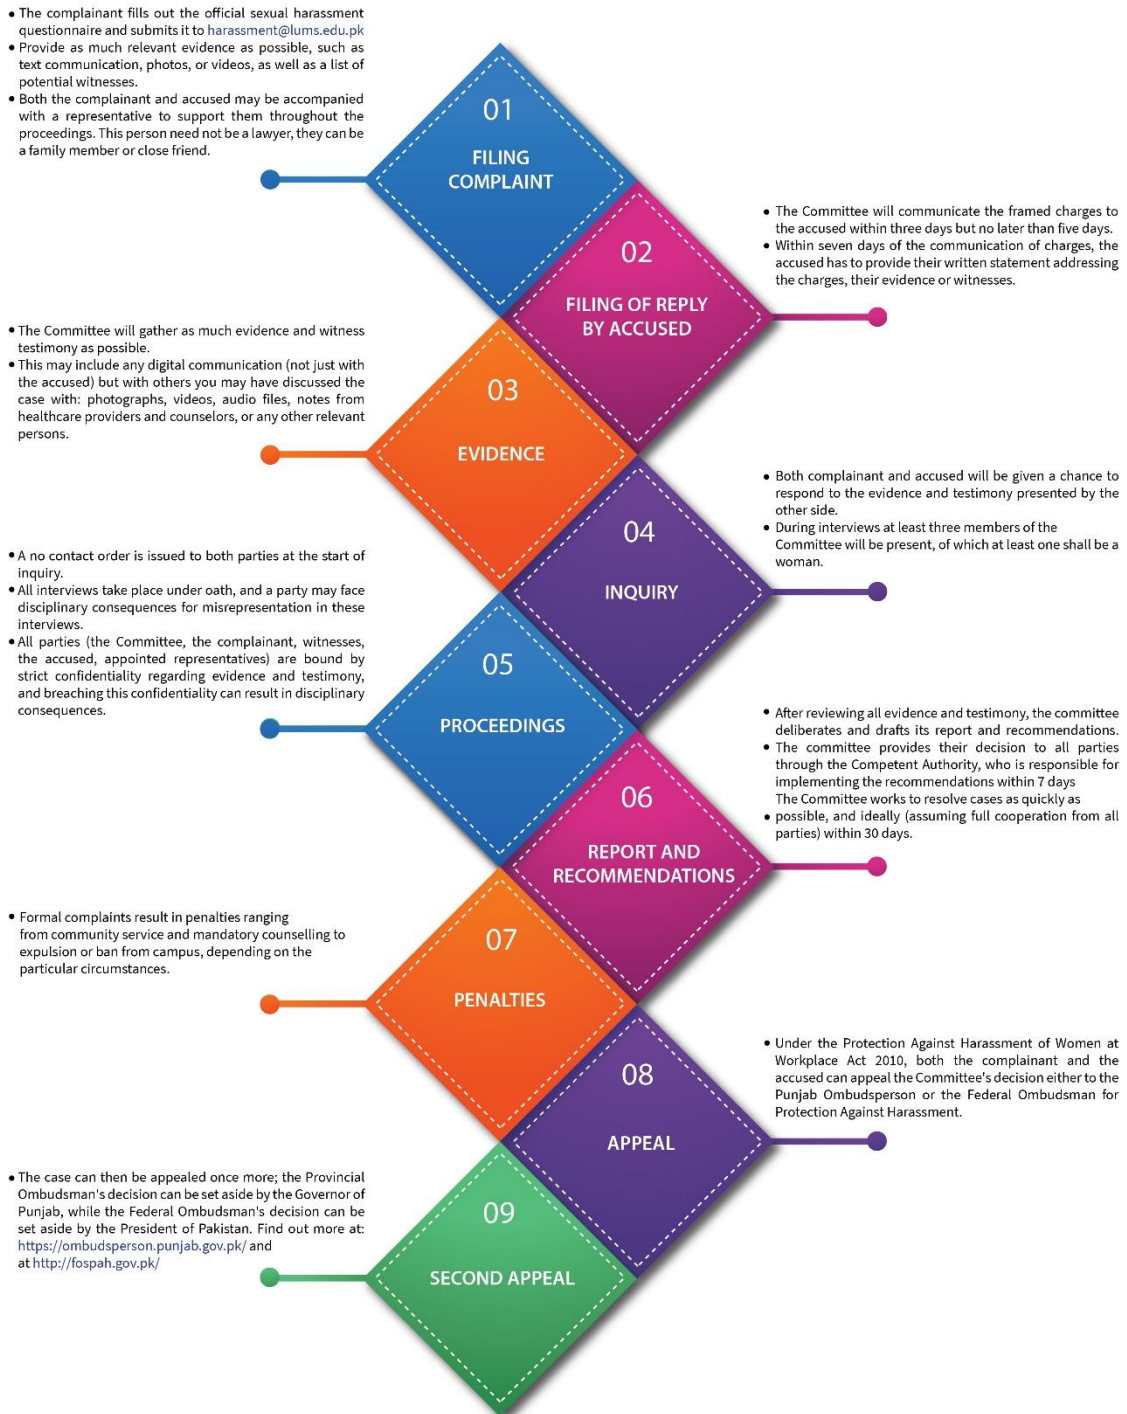 • The complainant fills out the official sexual harassment
questionnaire and submits it to harassment@lums.edu.pk
• Provide as much relevant evidence as possible, such as
text communication, photos, or videos, as well as a list of
potential witnesses.
• Both the complainant and accused may be accompanied
with a representative to support them throughout the
proceedings. This person need not be a lawyer, they can be
a family member or close friend.
01
FILING
COMPLAINT
• The Committee will communicate the framed charges to
the accused within three days but no later than five days.
• Within seven days of the communication of charges, the
accused has to provide their written statement addressing
the charges, their evidence or witnesses.
02
FILING OF REPLY
BY ACCUSED
• The Committee will gather as much evidence and witness
testimony as possible.
• This may include any digital communication (not just with
the accused) but with others you may have discussed the
case with: photographs, videos, audio files, notes from
healthcare providers and counselors, or any other relevant
persons.
03
EVIDENCE
• Both complainant and accused will be given a chance to
respond to the evidence and testimony presented by the
other side.
• During interviews at least three members of the
Committee will be present, of which at least one shall be a
woman.
04
INQUIRY
• A no contact order is issued to both parties at the start of
inquiry.
• All interviews take place under oath, and a party may face
disciplinary consequences for misrepresentation in these
interviews.
• All parties (the Committee, the complainant, witnesses,
the accused, appointed representatives) are bound by
strict confidentiality regarding evidence and testimony,
and breaching this confidentiality can result in disciplinary
consequences.
05
PROCEEDINGS
• After reviewing all evidence and testimony, the committee
deliberates and drafts its report and recommendations.
• The committee provides their decision to all parties
through the Competent Authority, who is responsible for
implementing the recommendations within 7 days
The Committee works to resolve cases as quickly as
• possible, and ideally (assuming full cooperation from all
parties) within 30 days.
06
REPORT AND
RECOMMENDATIONS
• Formal complaints result in penalties ranging
from community service and mandatory counselling to
expulsion or ban from campus, depending on the
particular circumstances.
07
PENALTIES
• Under the Protection Against Harassment of Women at
Workplace Act 2010, both the complainant and the
accused can appeal the Committee's decision either to the
Punjab Ombudsperson or the Federal Ombudsman for
Protection Against Harassment.
08
APPEAL
• The case can then be appealed once more; the Provincial
Ombudsman's decision can be set aside by the Governor of
Punjab, while the Federal Ombudsman's decision can be
set aside by the President of Pakistan. Find out more at:
https://ombudsperson.punjab.gov.pk/ and
at http://fospah.gov.pk/
09
SECOND APPEAL